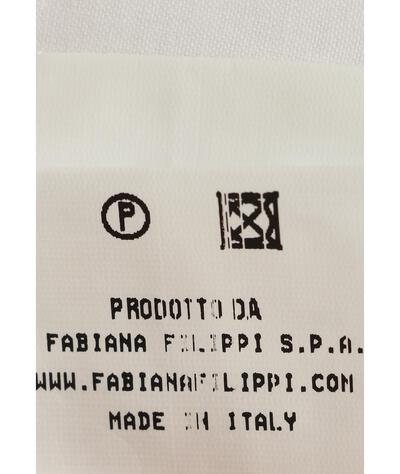 P
PRODOTTO DA
FABIANA FILIPPI S.P.A.
WWW.FABIANAFILIPPI.COM
MADE IN ITALY